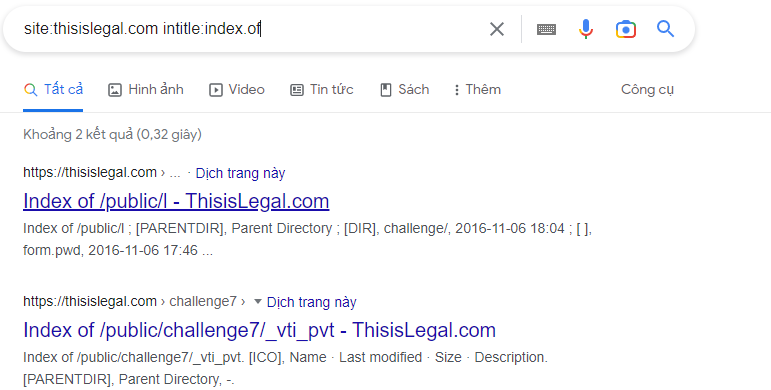 site:thisislegal.com intitle:index.of
Tất cả
Hình ảnh
Video
Tin tức
Sách
Thêm
Công cụ
Khoảng 2 kết quả (0,32 giây)
https://thisislegal.com › ... · Dịch trang này
Index of /public/l - ThisisLegal.com
Index of /public/l ; [PARENTDIR], Parent Directory ; [DIR], challenge/, 2016-11-06 18:04 ; [ ],
form.pwd, 2016-11-06 17:46 ...
https://thisislegal.com › challenge7 › Dịch trang này
Index of /public/challenge7/_vti_pvt - ThisisLegal.com
Index of /public/challenge7/_vti_pvt. [ICO], Name · Last modified · Size · Description.
[PARENTDIR], Parent Directory, -.